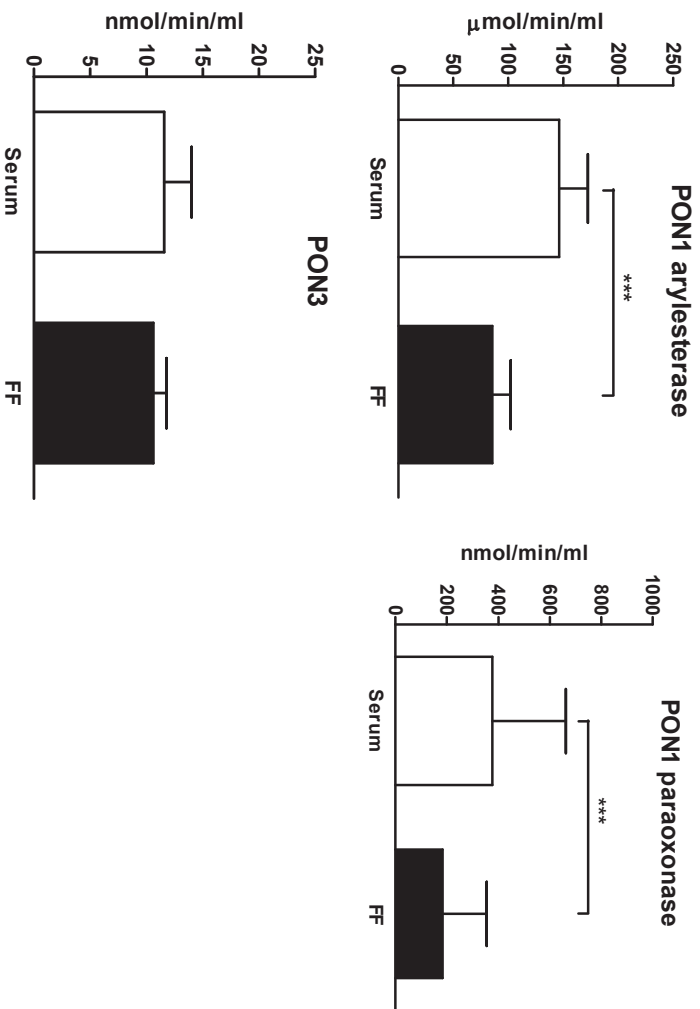 PON1 arylesterase
μmol/min/ml
250
200
150
100
50
0
***
Serum
FF
PON1 paraoxonase
nmol/min/ml
1000
800
600
400
200
0
***
Serum
FF
PON3
nmol/min/ml
25
20
15
10
5
0
Serum
FF